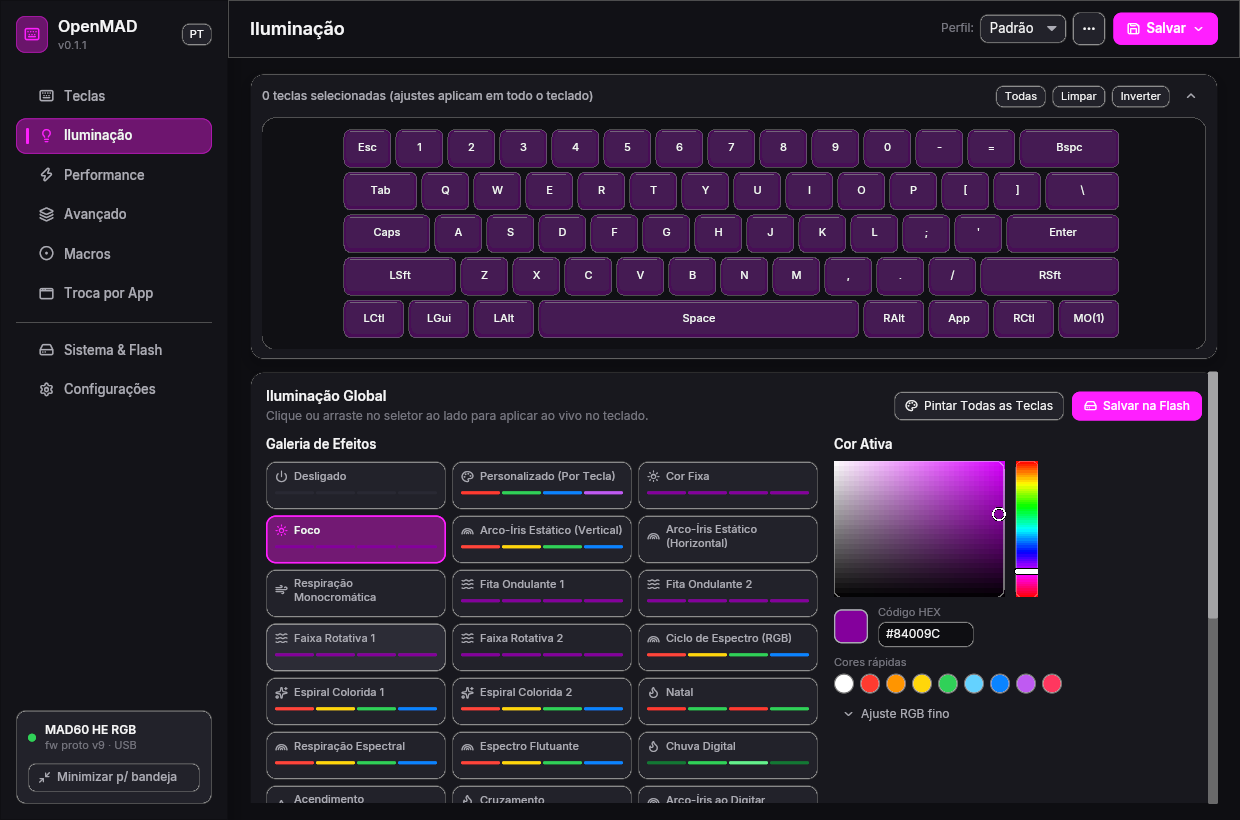 OpenMAD
v0.1.1
PT
Teclas
Iluminação
Performance
Avançado
Macros
Troca por App
Sistema & Flash
Configurações
MAD60 HE RGB
fw proto v9 · USB
Minimizar p/ bandeja
Iluminação
Perfil: Padrão ... Salvar
0 teclas selecionadas (ajustes aplicam em todo o teclado)
Todas Limpar Inverter
Esc 1 2 3 4 5 6 7 8 9 0 - = Bspc
Tab Q W E R T Y U I O P [ ] \
Caps A S D F G H J K L ; ' Enter
LSft Z X C V B N M , . / RSft
LCtl LGui LAlt Space RAlt App RCtl MO(1)
Iluminação Global
Clique ou arraste no seletor ao lado para aplicar ao vivo no teclado.
Pintar Todas as Teclas Salvar na Flash
Galeria de Efeitos
Desligado
Personalizado (Por Tecla)
Cor Fixa
Foco
Arco-Íris Estático (Vertical)
Arco-Íris Estático
(Horizontal)
Respiração
Monocromática
Fita Ondulante 1
Fita Ondulante 2
Faixa Rotativa 1
Faixa Rotativa 2
Ciclo de Espectro (RGB)
Espiral Colorida 1
Espiral Colorida 2
Natal
Respiração Espectral
Espectro Flutuante
Chuva Digital
Acendimento
Cruzamento
Arco-Íris ao Digitar
Cor Ativa
Código HEX
#84009C
Cores rápidas
Ajuste RGB fino